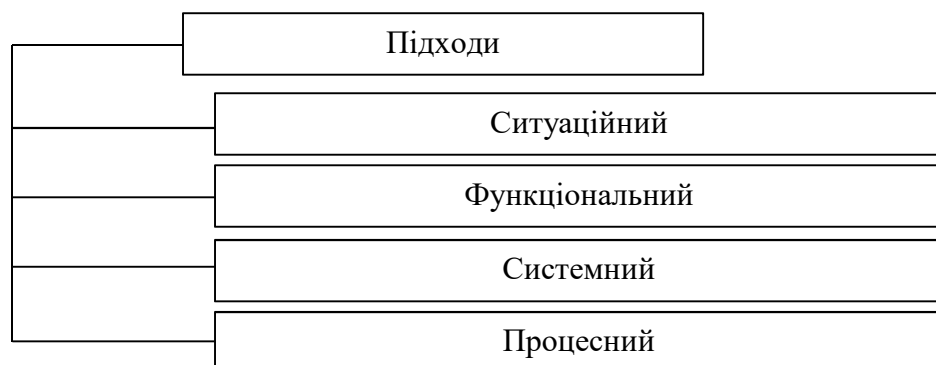 Підходи
Ситуаційний
Функціональний
Системний
Процесний